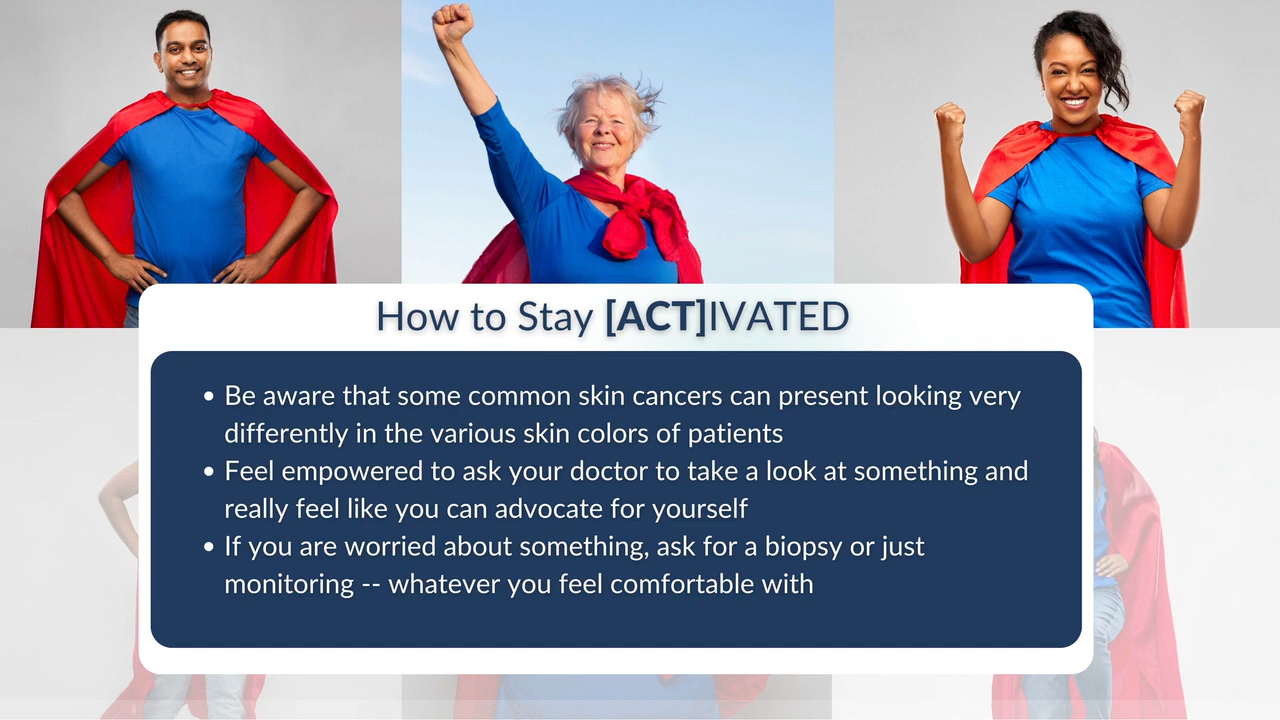 How to Stay [ACT]IVATED
• Be aware that some common skin cancers can present looking very
differently in the various skin colors of patients
• Feel empowered to ask your doctor to take a look at something and
really feel like you can advocate for yourself
• If you are worried about something, ask for a biopsy or just
monitoring -- whatever you feel comfortable with